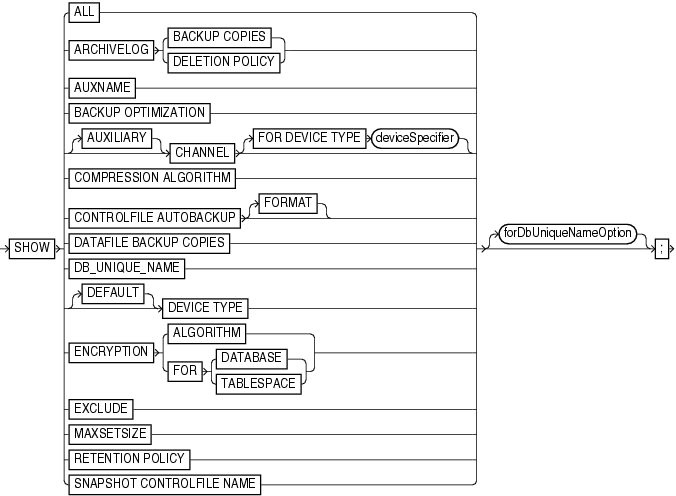 ALL
ARCHIVELOG
BACKUP COPIES
DELETION POLICY
AUXNAME
BACKUP OPTIMIZATION
AUXILIARY
CHANNEL
FOR DEVICE TYPE
deviceSpecifier
COMPRESSION ALGORITHM
CONTROLFILE AUTOBACKUP
FORMAT
SHOW
DATAFILE BACKUP COPIES
DB_UNIQUE_NAME
DEFAULT
DEVICE TYPE
ENCRYPTION
ALGORITHM
FOR
DATABASE
TABLESPACE
EXCLUDE
MAXSETSIZE
RETENTION POLICY
SNAPSHOT CONTROLFILE NAME
forDbUniqueNameOption
;